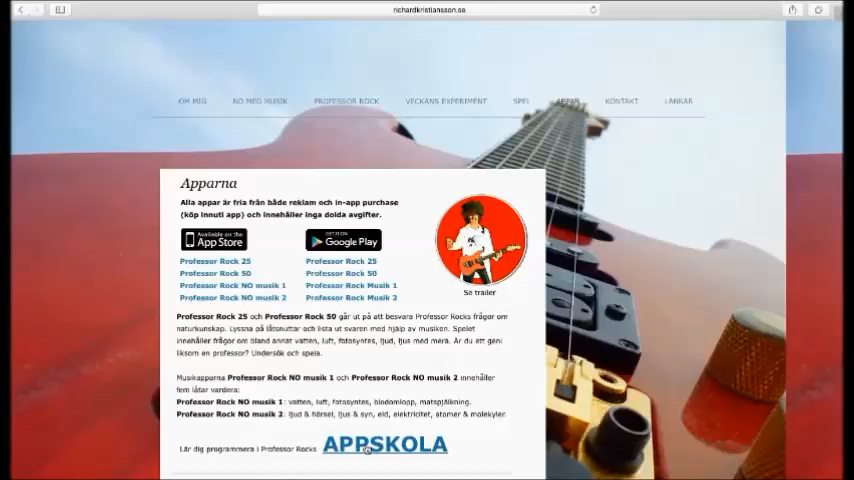 richardkristiansson.se
OM MIG NO MED MUSIK PROFESSOR ROCK VECKANS EXPERIMENT SPEL APPAR KONTAKT LÄNKAR
Apparna
Alla appar är fria från både reklam och in-app purchase
(köp innuti app) och innehåller inga dolda avgifter.
Available on the
App Store
GET IT ON
Google Play
Professor Rock 25
Professor Rock 50
Professor Rock NO musik 1
Professor Rock NO musik 2
Professor Rock 25
Professor Rock 50
Professor Rock Musik 1
Professor Rock Musik 2
Se trailer
Professor Rock 25 och Professor Rock 50 går ut på att besvara Professor Rocks frågor om
naturkunskap. Lyssna på låtsnuttar och lista ut svaren med hjälp av musiken. Spelet
innehåller frågor om bland annat vatten, luft, fotosyntes, ljud, ljus med mera. Är du ett geni
liksom en professor? Undersök och spela.
Musikapparna Professor Rock NO musik 1 och Professor Rock NO musik 2 innehåller
fem låtar vardera:
Professor Rock NO musik 1: vatten, luft, fotosyntes, biodomlopp, matspjälkning.
Professor Rock NO musik 2: ljud & hörsel, ljus & syn, eld, elektricitet, atomer & molekyler.
Lär dig programmera i Professor Rocks APPSKOLA